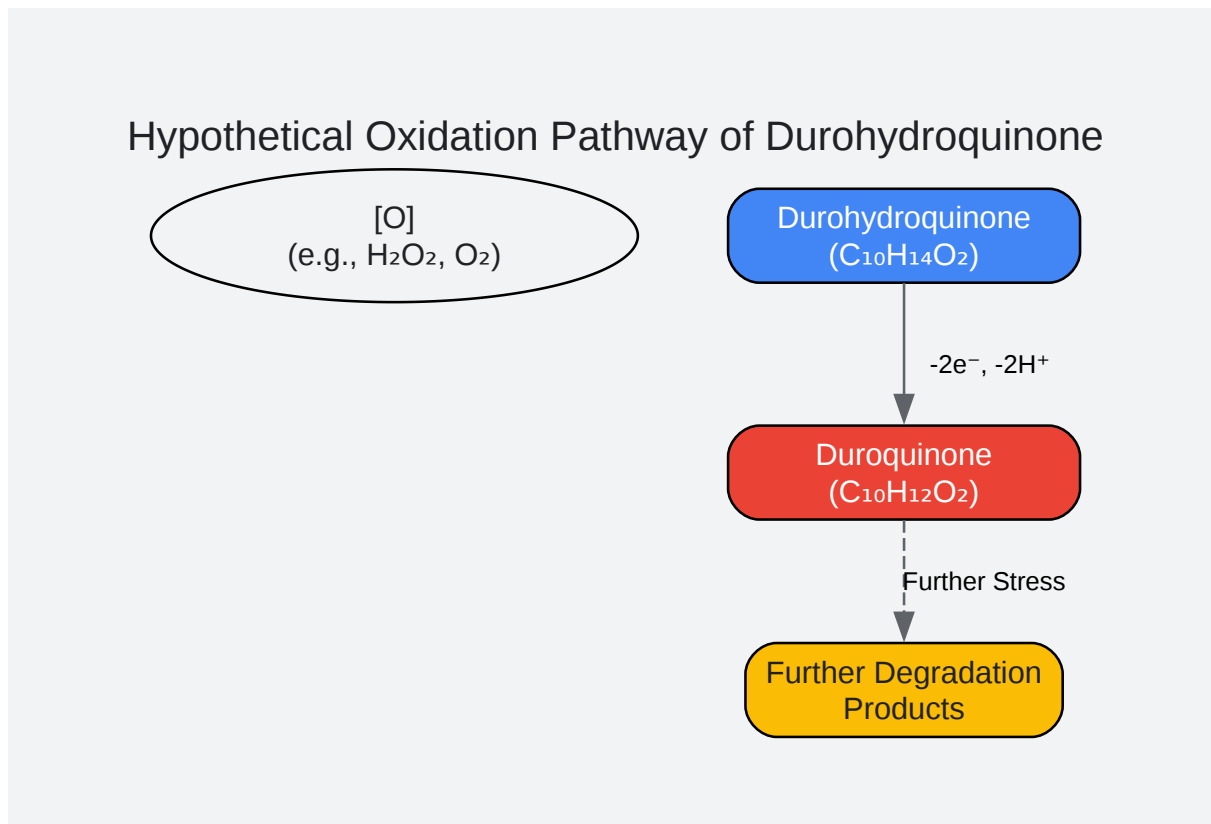 Hypothetical Oxidation Pathway of Durohydroquinone
[O]
(e.g., H₂O₂, O₂)
Durohydroquinone
(C₁₀H₁₄O₂)
-2e⁻, -2H⁺
Duroquinone
(C₁₀H₁₂O₂)
Further Stress
Further Degradation
Products